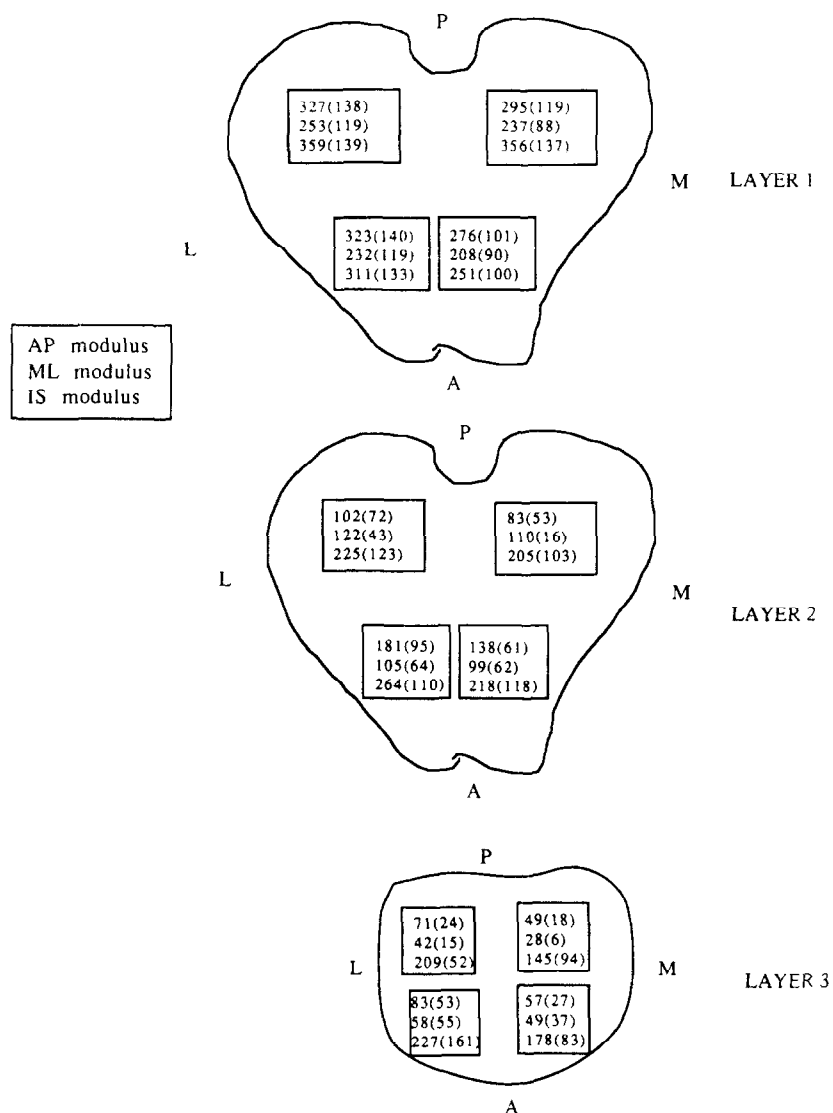 P
327(138)
253(119)
359(139)
295(119)
237(88)
356(137)
M LAYER 1
L
323(140)
232(119)
311(133)
276(101)
208(90)
251(100)
AP modulus
ML modulus
IS modulus
A
P
102(72)
122(43)
225(123)
83(53)
110(16)
205(103)
L
M LAYER 2
181(95)
105(64)
264(110)
138(61)
99(62)
218(118)
A
P
71(24)
42(15)
209(52)
49(18)
28(6)
145(94)
L
M LAYER 3
83(53)
58(55)
227(161)
57(27)
49(37)
178(83)
A